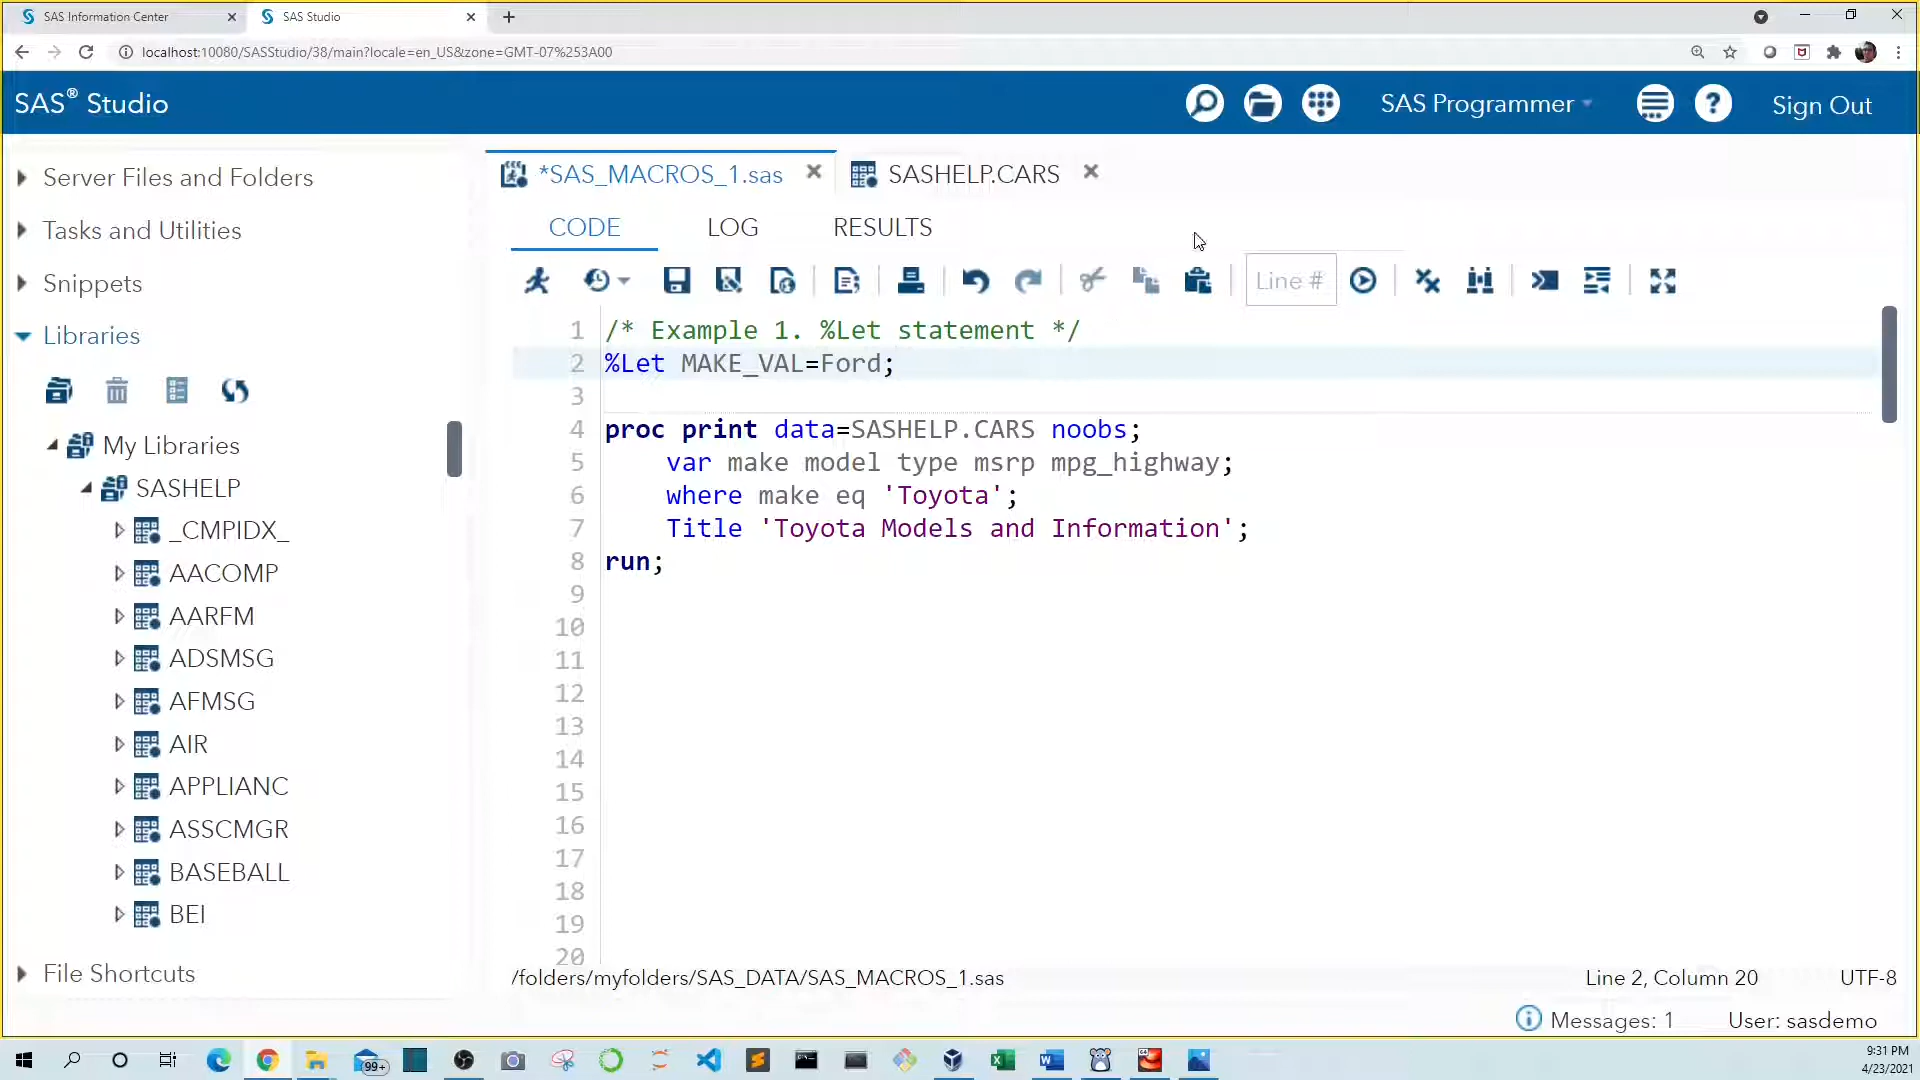 SAS Information Center
SAS Studio
localhost:10080/SASStudio/38/main?locale=en_US&zone=GMT-07%253A00
SAS® Studio
SAS Programmer
Sign Out
Server Files and Folders
Tasks and Utilities
Snippets
Libraries
My Libraries
SASHELP
_CMPIDX_
AACOMP
AARFM
ADSMSG
AFMSG
AIR
APPLIANC
ASSCMGR
BASEBALL
BEI
File Shortcuts
*SAS_MACROS_1.sas
SASHELP.CARS
CODE
LOG
RESULTS
Line #
1 /* Example 1. %Let statement */
2 %Let MAKE_VAL=Ford;
3
4 proc print data=SASHELP.CARS noobs;
5 var make model type msrp mpg_highway;
6 where make eq 'Toyota';
7 Title 'Toyota Models and Information';
8 run;
9
10
11
12
13
14
15
16
17
18
19
20
/folders/myfolders/SAS_DATA/SAS_MACROS_1.sas
Line 2, Column 20
UTF-8
Messages: 1
User: sasdemo
99+
9:31 PM
4/23/2021